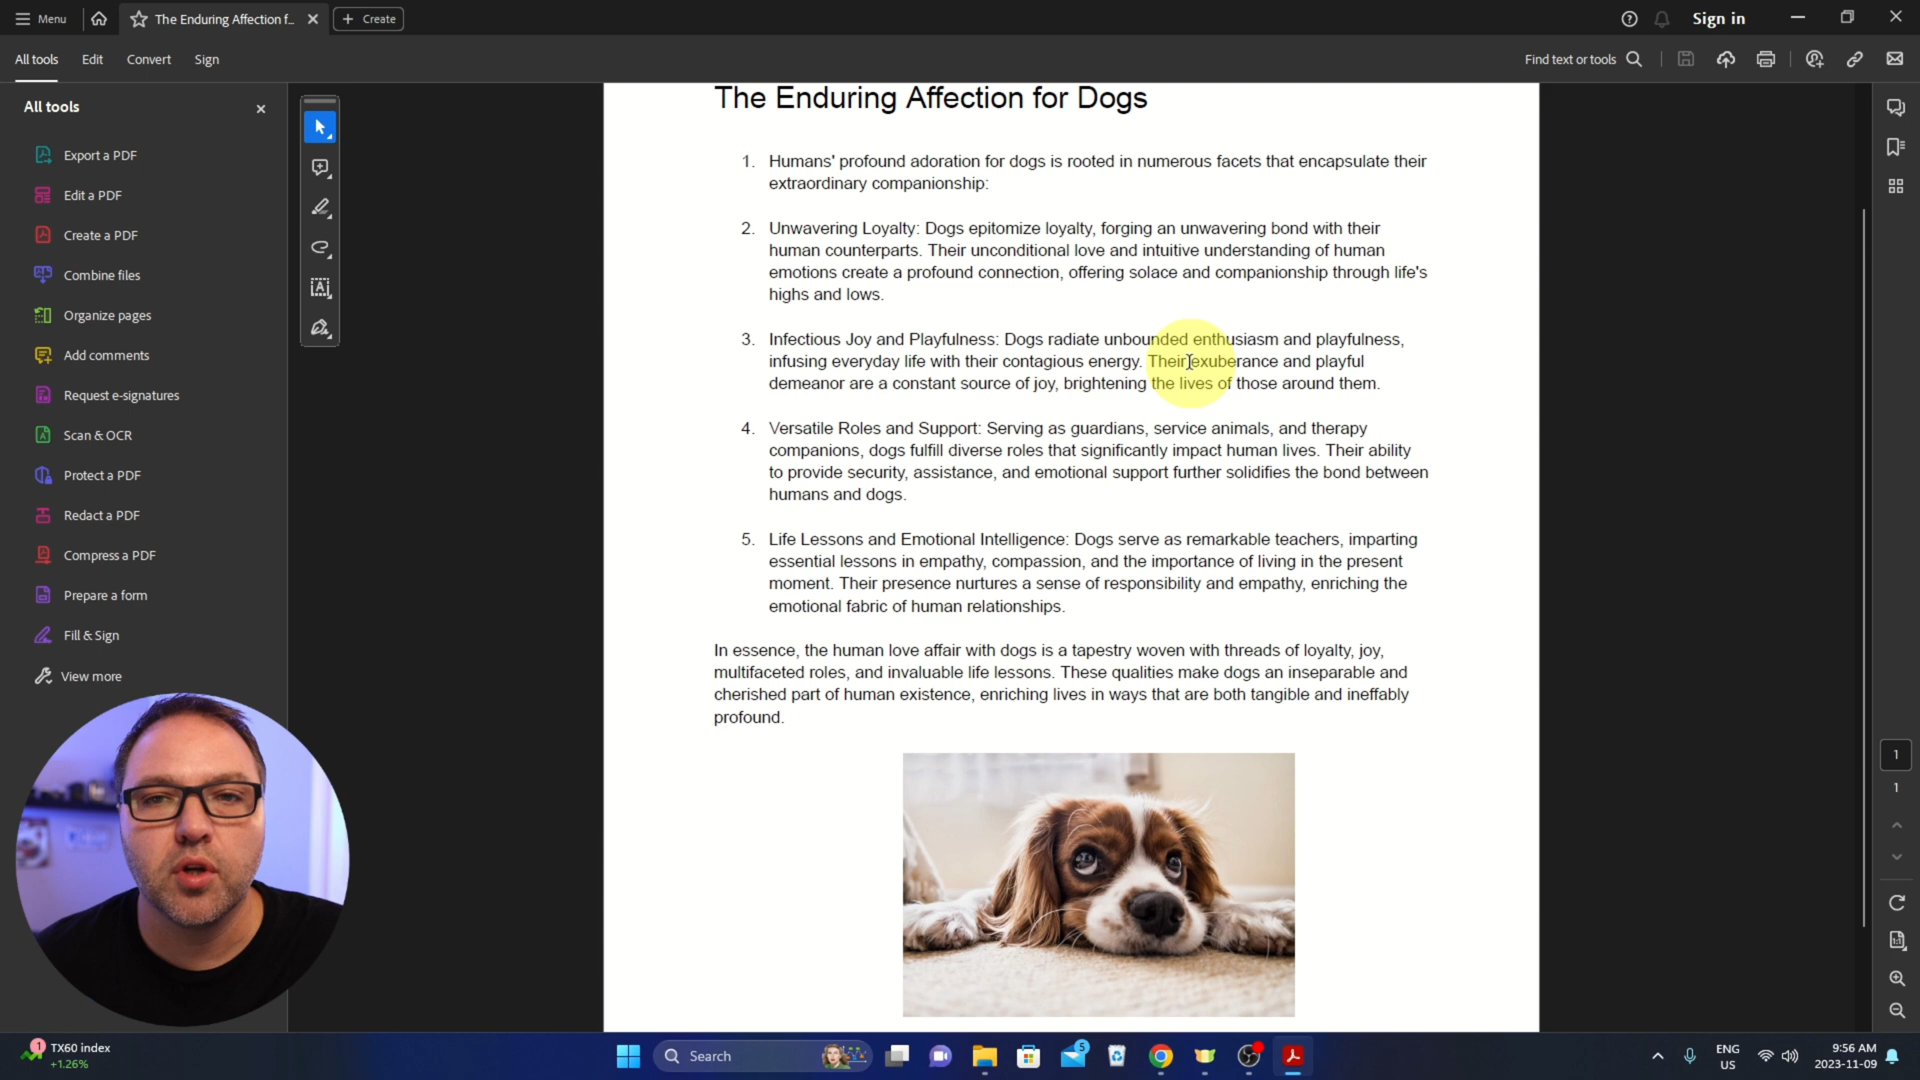 Menu
The Enduring Affection f...
Create
Sign in
All tools
Edit
Convert
Sign
Find text or tools
All tools
Export a PDF
Edit a PDF
Create a PDF
Combine files
Organize pages
Add comments
Request e-signatures
Scan & OCR
Protect a PDF
Redact a PDF
Compress a PDF
Prepare a form
Fill & Sign
View more
The Enduring Affection for Dogs
1. Humans' profound adoration for dogs is rooted in numerous facets that encapsulate their
extraordinary companionship:
2. Unwavering Loyalty: Dogs epitomize loyalty, forging an unwavering bond with their
human counterparts. Their unconditional love and intuitive understanding of human
emotions create a profound connection, offering solace and companionship through life's
highs and lows.
3. Infectious Joy and Playfulness: Dogs radiate unbounded enthusiasm and playfulness,
infusing everyday life with their contagious energy. Their exuberance and playful
demeanor are a constant source of joy, brightening the lives of those around them.
4. Versatile Roles and Support: Serving as guardians, service animals, and therapy
companions, dogs fulfill diverse roles that significantly impact human lives. Their ability
to provide security, assistance, and emotional support further solidifies the bond between
humans and dogs.
5. Life Lessons and Emotional Intelligence: Dogs serve as remarkable teachers, imparting
essential lessons in empathy, compassion, and the importance of living in the present
moment. Their presence nurtures a sense of responsibility and empathy, enriching the
emotional fabric of human relationships.
In essence, the human love affair with dogs is a tapestry woven with threads of loyalty, joy,
multifaceted roles, and invaluable life lessons. These qualities make dogs an inseparable and
cherished part of human existence, enriching lives in ways that are both tangible and ineffably
profound.
1
1
1
TX60 index
+1.26%
Search
5
ENG
US
9:56 AM
2023-11-09